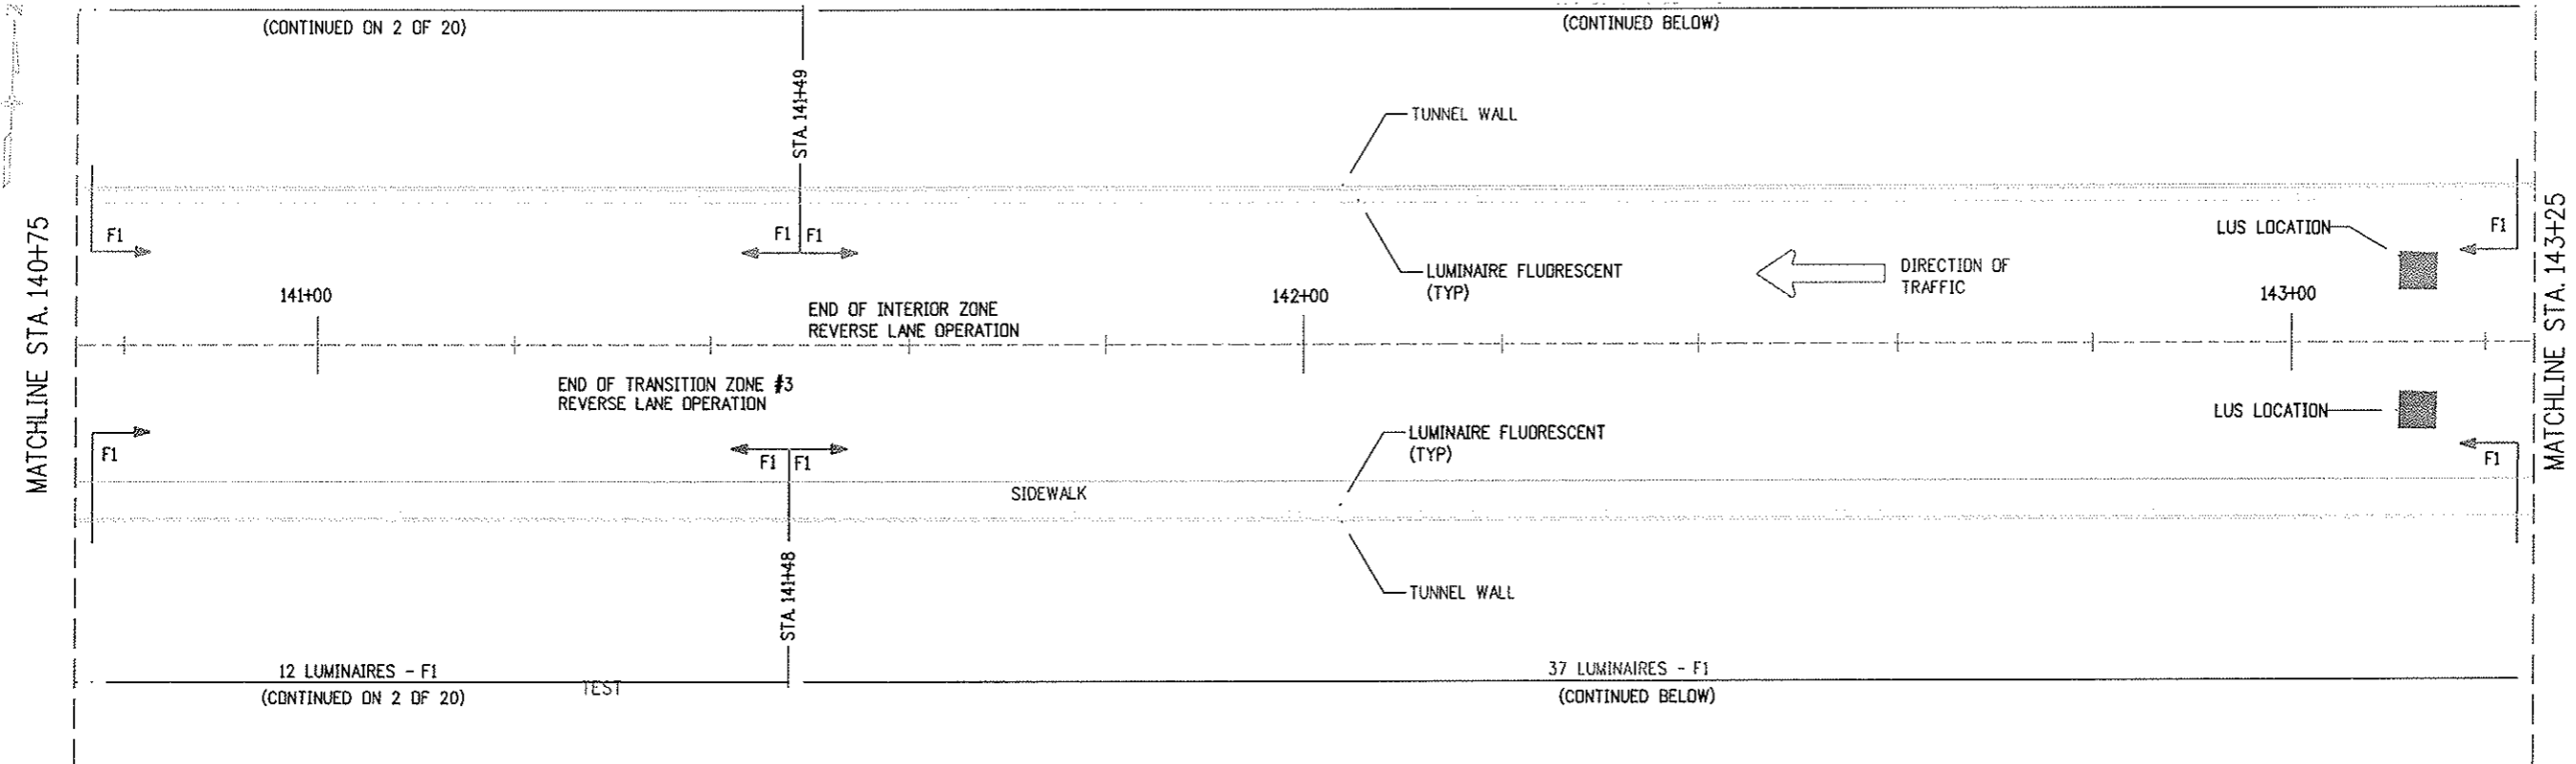 (CONTINUED ON 2 OF 20)
(CONTINUED BELOW)
STA. 141+49
TUNNEL WALL
MATCHLINE STA. 140+75
F1
F1 F1
LUMINAIRE FLUORESCENT
(TYP)
DIRECTION OF
TRAFFIC
LUS LOCATION
F1
MATCHLINE STA. 143+25
141+00
END OF INTERIOR ZONE
REVERSE LANE OPERATION
142+00
143+00
END OF TRANSITION ZONE #3
REVERSE LANE OPERATION
LUS LOCATION
F1
F1 F1
LUMINAIRE FLUORESCENT
(TYP)
F1
SIDEWALK
STA. 141+48
TUNNEL WALL
12 LUMINAIRES - F1
(CONTINUED ON 2 OF 20)
TEST
37 LUMINAIRES - F1
(CONTINUED BELOW)